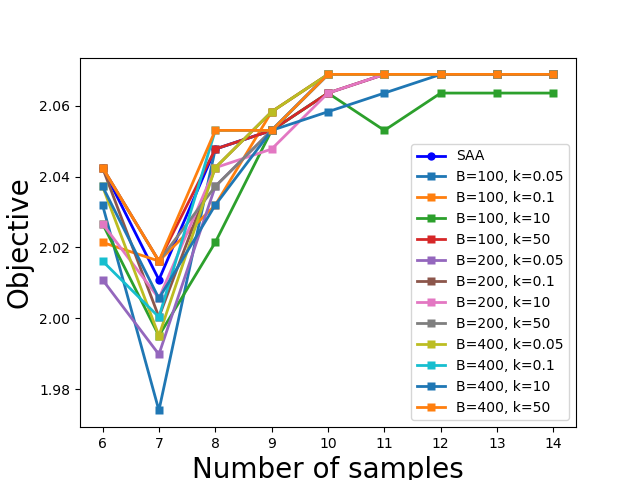 2.06
2.04
2.02
2.00
1.98
Objective
6 7 8 9 10 11 12 13 14
Number of samples
SAA
B=100, k=0.05
B=100, k=0.1
B=100, k=10
B=100, k=50
B=200, k=0.05
B=200, k=0.1
B=200, k=10
B=200, k=50
B=400, k=0.05
B=400, k=0.1
B=400, k=10
B=400, k=50